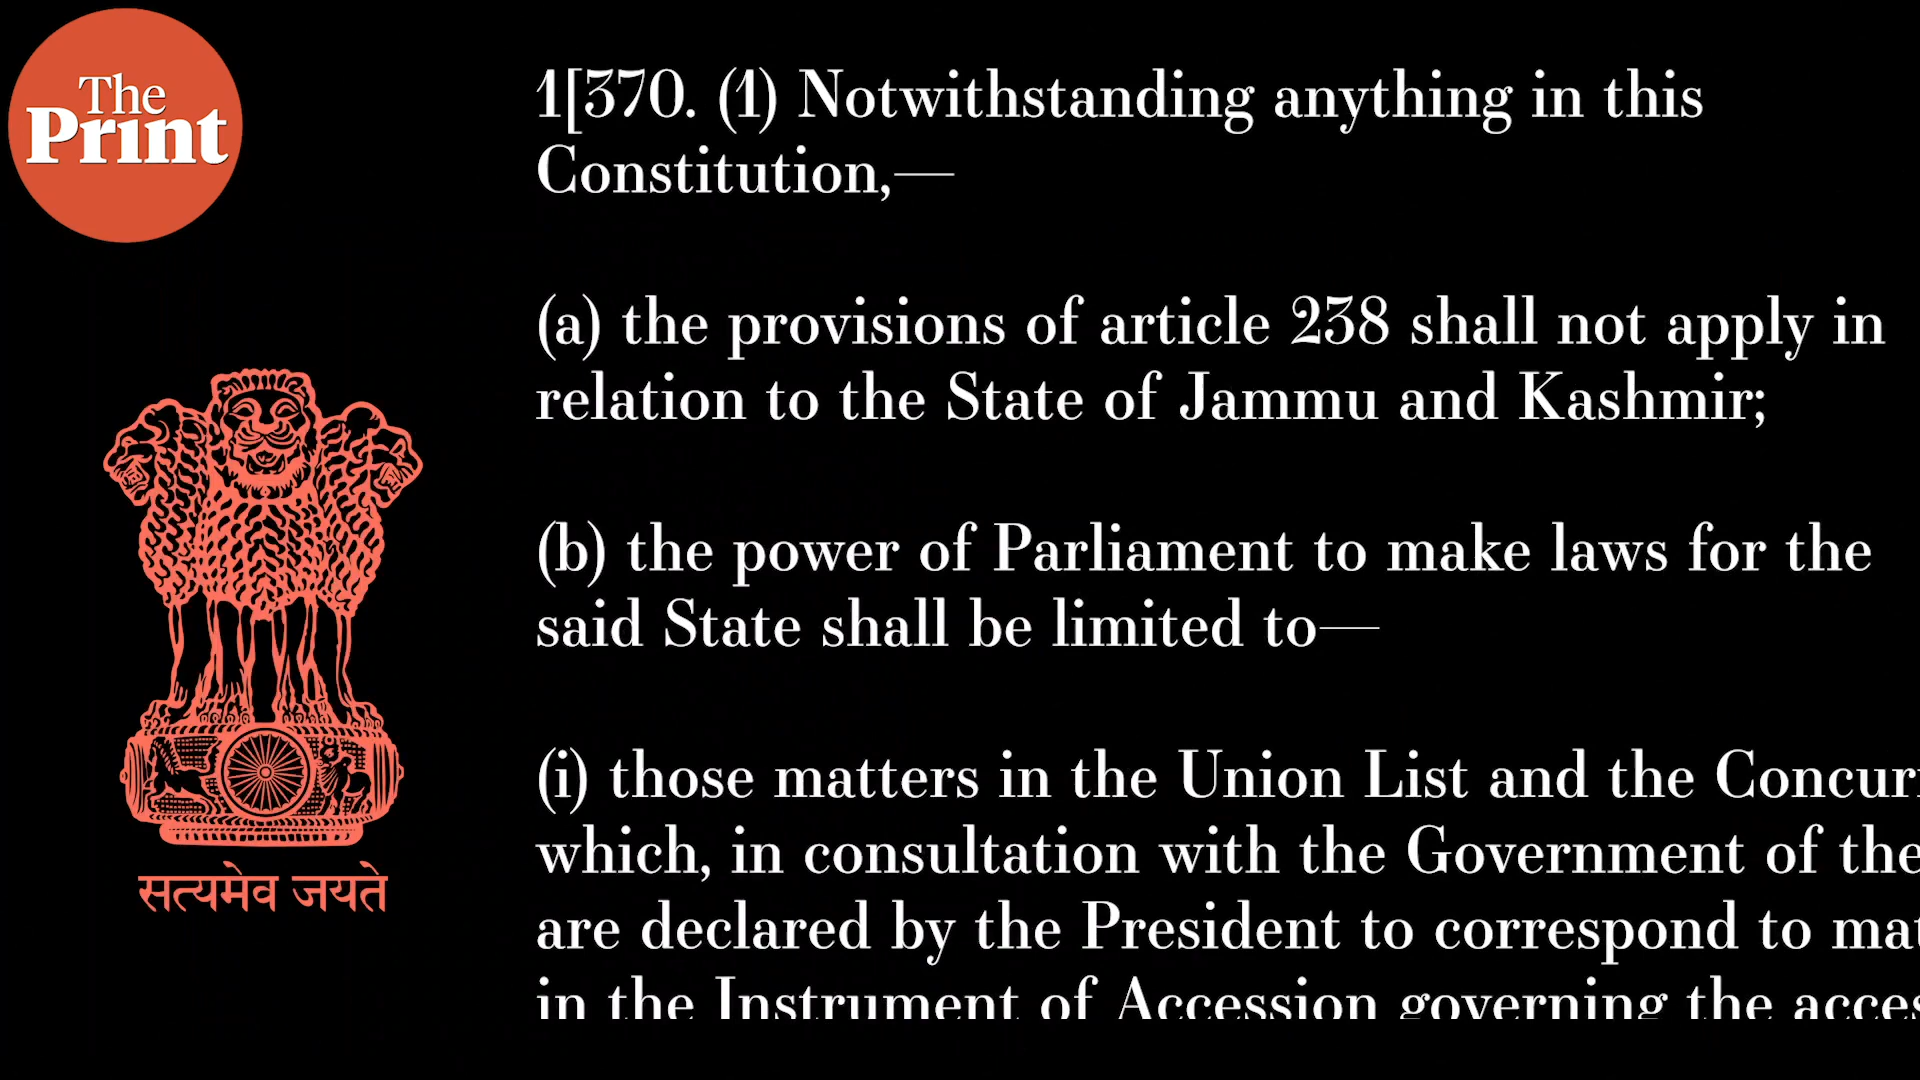 The
Print
1[370. (1) Notwithstanding anything in this
Constitution,—
(a) the provisions of article 238 shall not apply in
relation to the State of Jammu and Kashmir;
(b) the power of Parliament to make laws for the
said State shall be limited to—
(i) those matters in the Union List and the
which, in consultation with the Government of the
are declared by the President to correspond to
in the Instrument of Accession governing the
सत्यमेव जयते